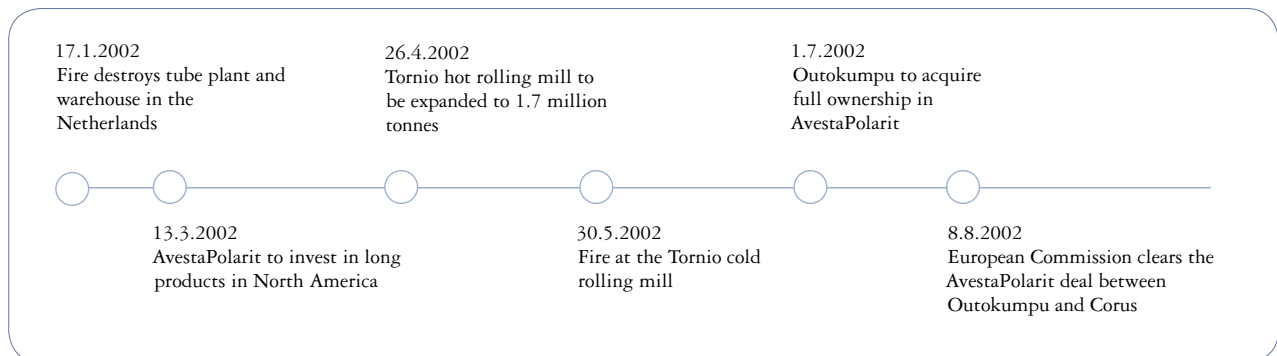 17.1.2002
Fire destroys tube plant and
warehouse in the
Netherlands
13.3.2002
AvestaPolarit to invest in long
products in North America
26.4.2002
Tornio hot rolling mill to
be expanded to 1.7 million
tonnes
30.5.2002
Fire at the Tornio cold
rolling mill
1.7.2002
Outokumpu to acquire
full ownership in
AvestaPolarit
8.8.2002
European Commission clears the
AvestaPolarit deal between
Outokumpu and Corus